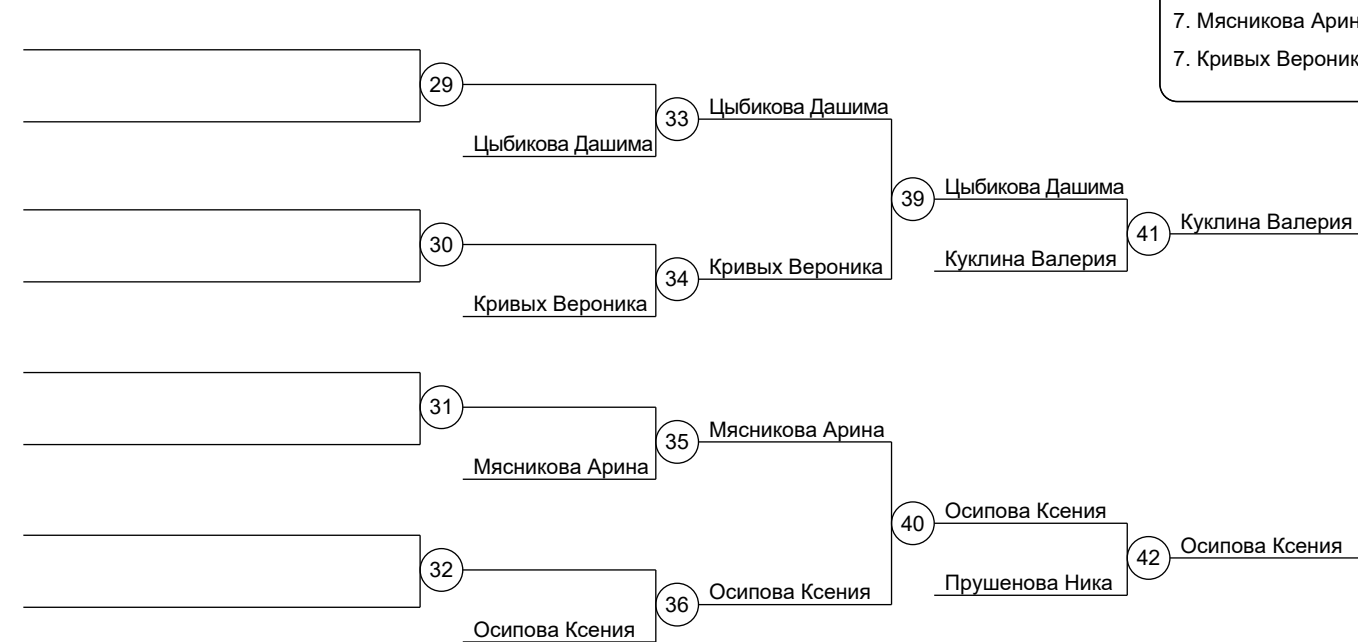 7. Мясникова Арин
7. Кривых Вероник
29
33
Цыбикова Дашима
Цыбикова Дашима
39
Цыбикова Дашима
41
Куклина Валерия
Куклина Валерия
30
34
Кривых Вероника
Кривых Вероника
31
35
Мясникова Арина
Мясникова Арина
40
Осипова Ксения
42
Осипова Ксения
Прушенова Ника
32
36
Осипова Ксения
Осипова Ксения